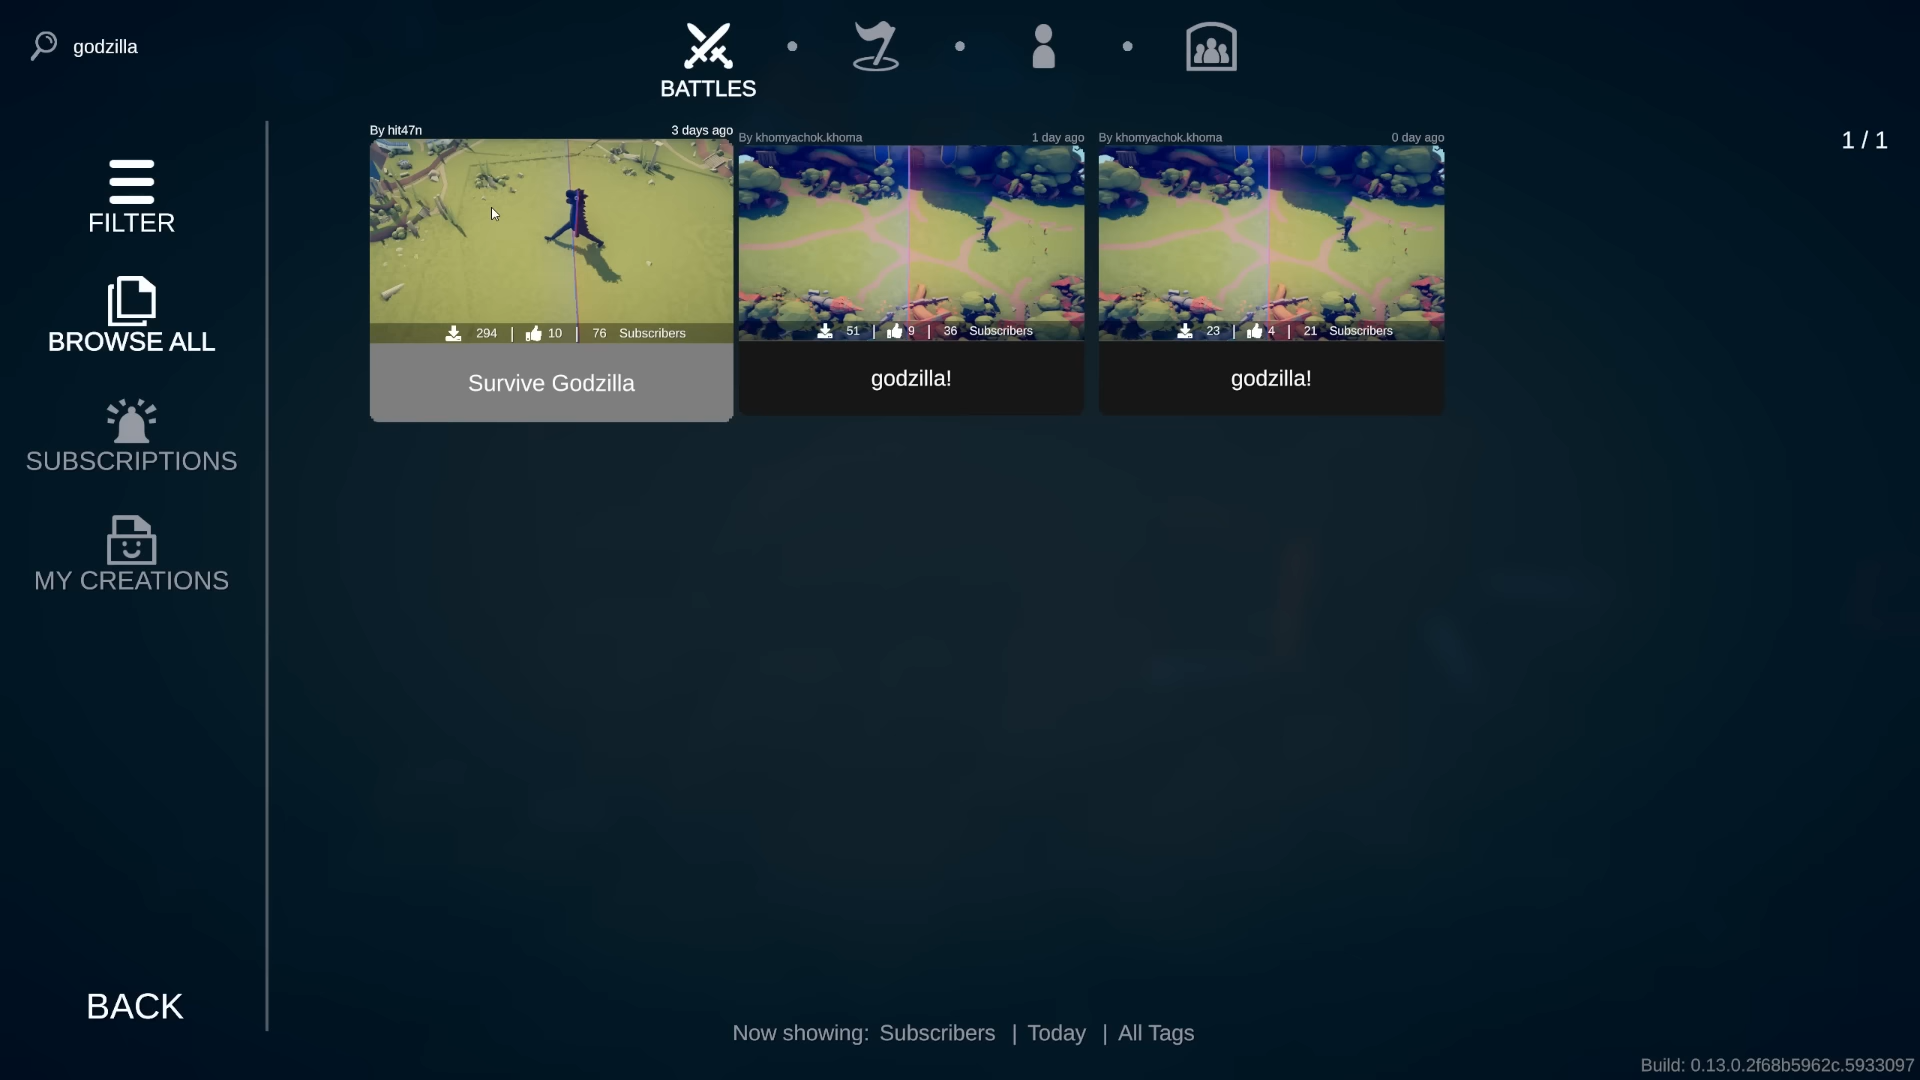 godzilla
BATTLES
1 / 1
FILTER
BROWSE ALL
SUBSCRIPTIONS
MY CREATIONS
BACK
By hit47n 3 days ago
294 | 10 | 76 Subscribers
Survive Godzilla
By khomyachok.khoma 1 day ago
51 | 9 | 36 Subscribers
godzilla!
By khomyachok.khoma 0 day ago
23 | 4 | 21 Subscribers
godzilla!
Now showing: Subscribers | Today | All Tags
Build: 0.13.0.2f68b5962c.5933097